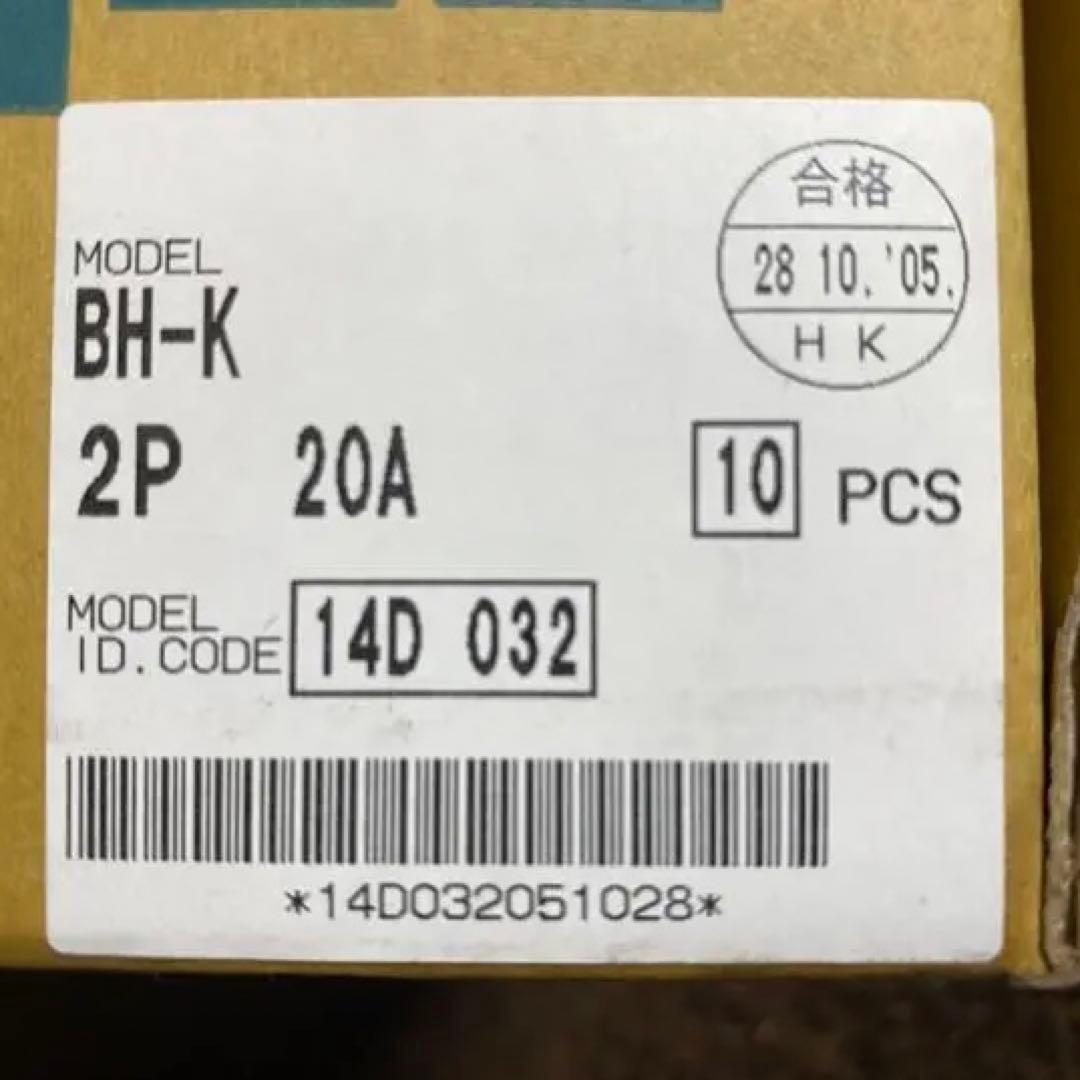 合格
28 10.'05.
H K
MODEL
BH-K
2P 20A 10 PCS
MODEL
ID.CODE 14D 032
*14D032051028*